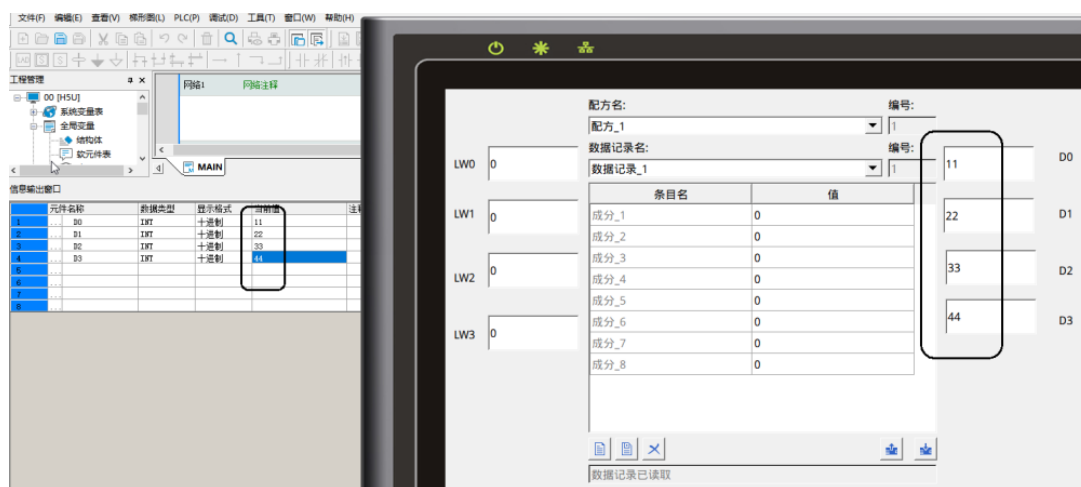 文件(F) 编辑(E) 查看(V) 梯形图(L) PLC(P) 调试(D) 工具(T) 窗口(W) 帮助(H)
工程管理
00 [H5U]
系统变量表
全局变量
结构体
软元件表
网络1 网络注释
MAIN
信息输出窗口
元件名称 数据类型 显示格式 当前值
1 ... D0 INT 十进制 11
2 ... D1 INT 十进制 22
3 ... D2 INT 十进制 33
4 ... D3 INT 十进制 44
5 ...
6 ...
7 ...
8 ...
配方名: 编号:
配方_1 1
数据记录名: 编号:
数据记录_1 1
条目名 值
成分_1 0
成分_2 0
成分_3 0
成分_4 0
成分_5 0
成分_6 0
成分_7 0
成分_8 0
数据记录已读取
LW0 0
LW1 0
LW2 0
LW3 0
11 D0
22 D1
33 D2
44 D3